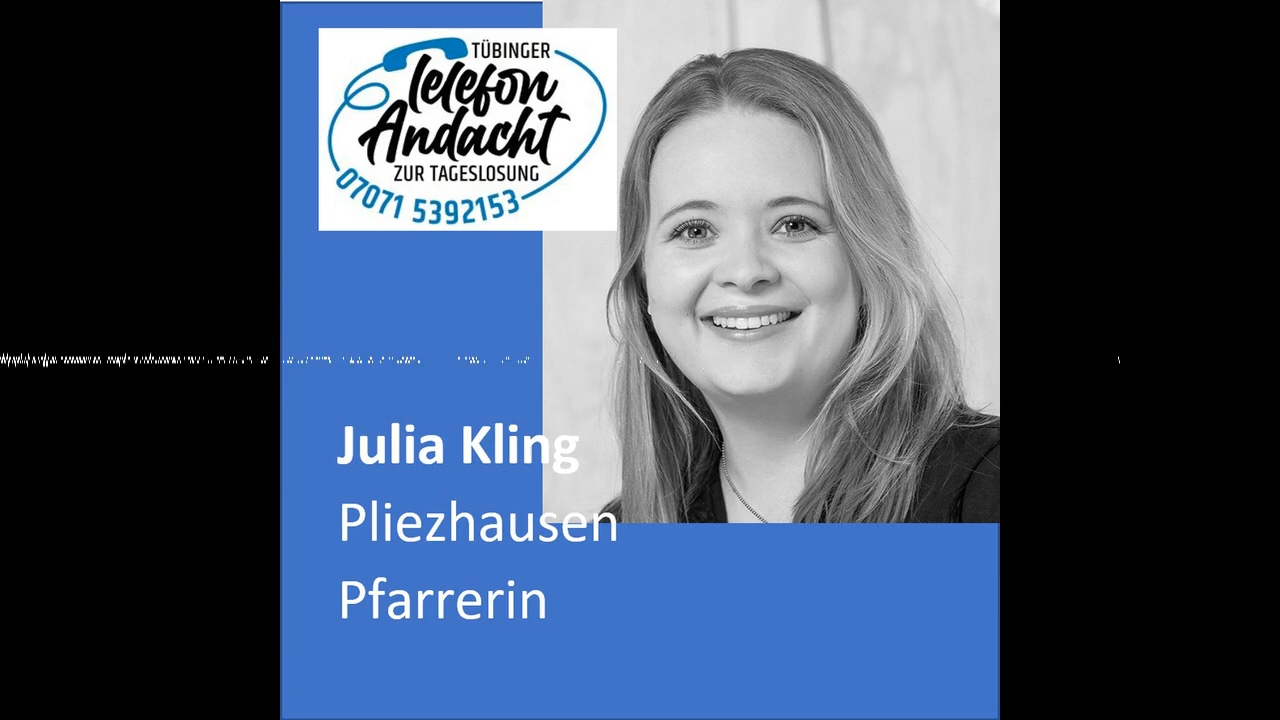 TÜBINGER
Telefon
Andacht
ZUR TAGESLOSUNG
07071 5392153
Julia Kling
Pliezhausen
Pfarrerin